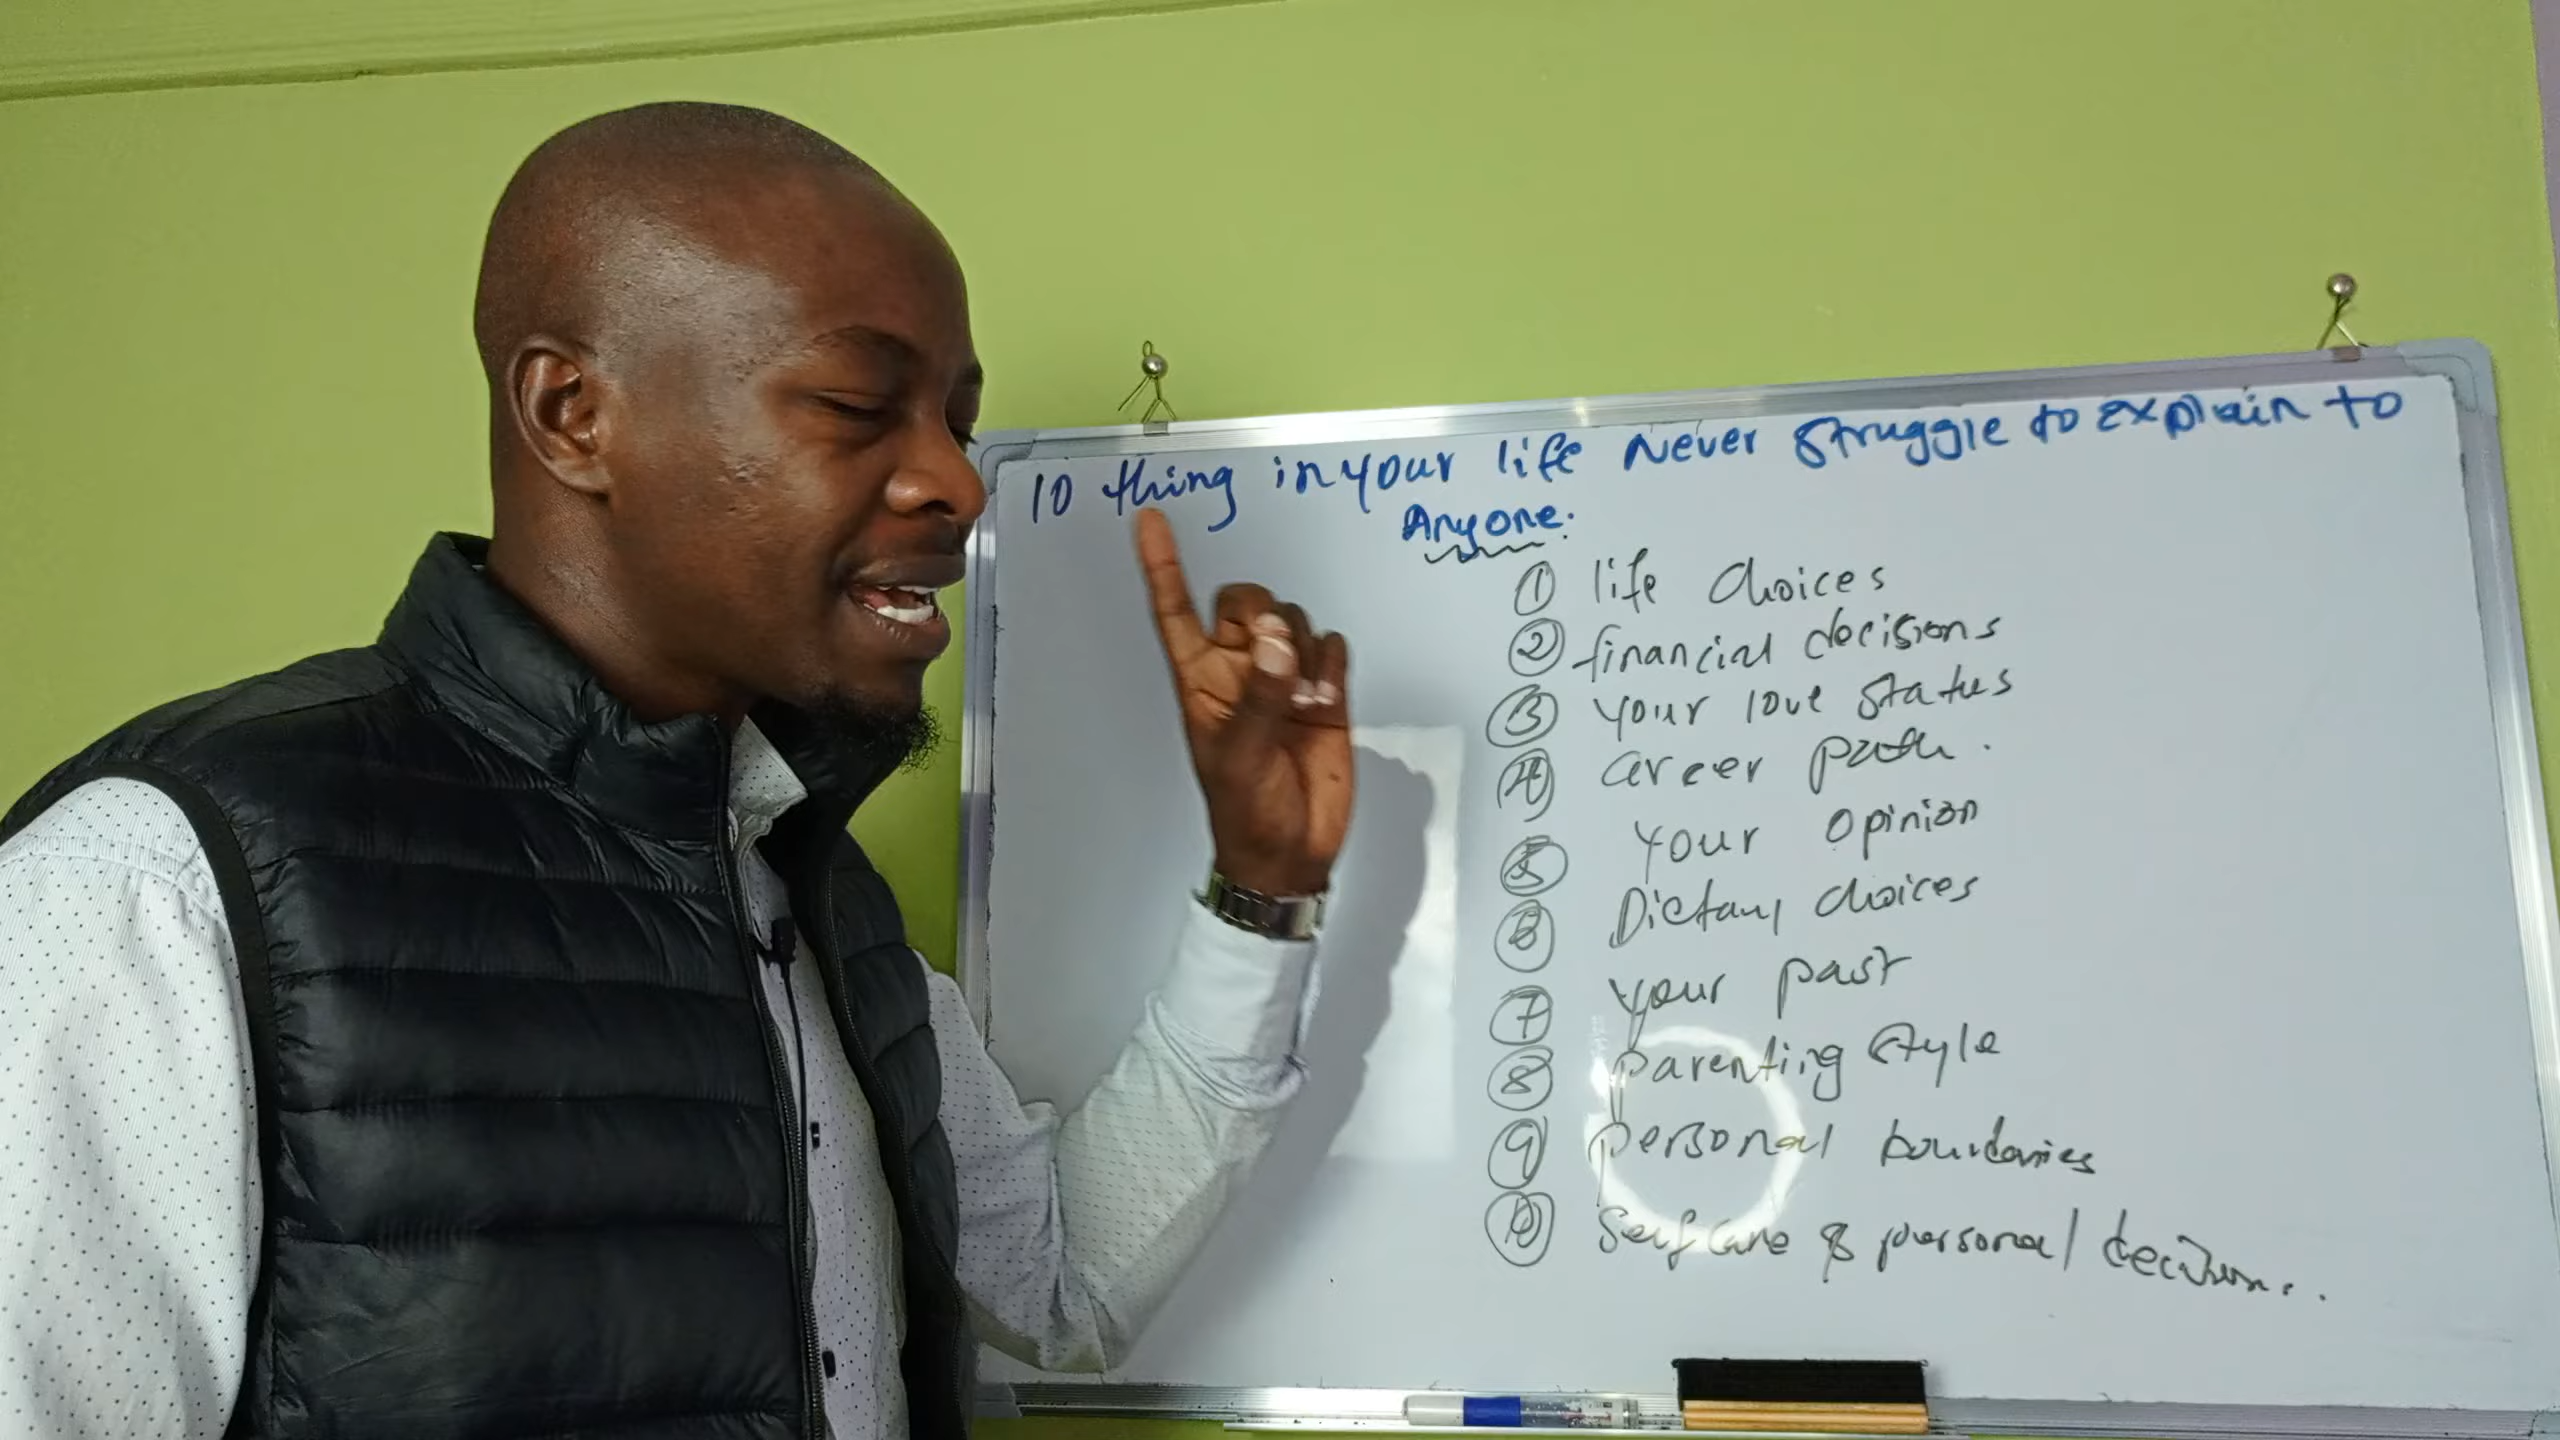 10 thing in your life Never struggle to explain to
Anyone.
① life choices
② financial decisions
③ your love status
④ career path.
⑤ your opinion
⑥ Dietary choices
⑦ your past
⑧ parenting style
⑨ personal boundaries
⑩ Self care & personal decisions..